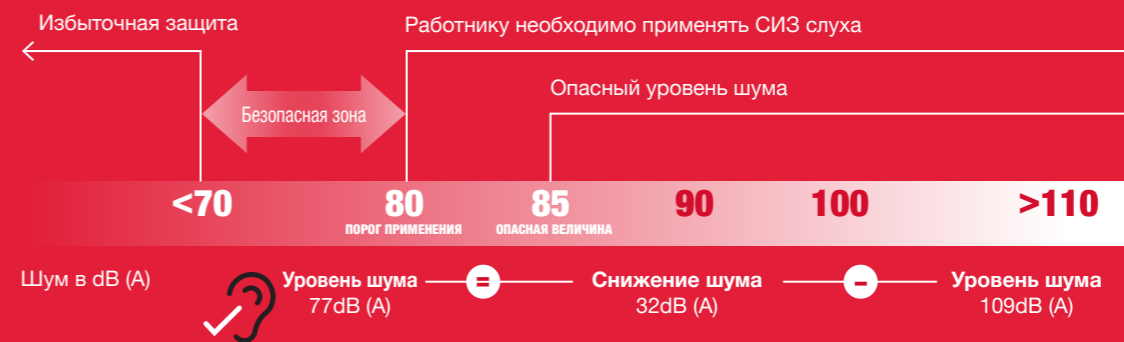 Избыточная защита
Работнику необходимо применять СИЗ слуха
Опасный уровень шума
Безопасная зона
<70
80
85
90
100
>110
ПОРОГ ПРИМЕНЕНИЯ
ОПАСНАЯ ВЕЛИЧИНА
Шум в dB (A)
Уровень шума = Снижение шума - Уровень шума
77dB (A) 32dB (A) 109dB (A)